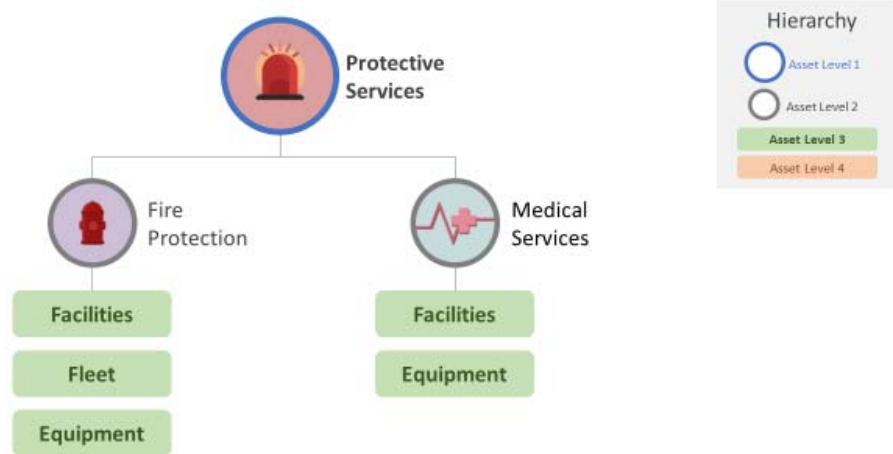 Hierarchy
Asset Level 1
Asset Level 2
Asset Level 3
Asset Level 4
Protective
Services
Fire
Protection
Facilities
Fleet
Equipment
Medical
Services
Facilities
Equipment